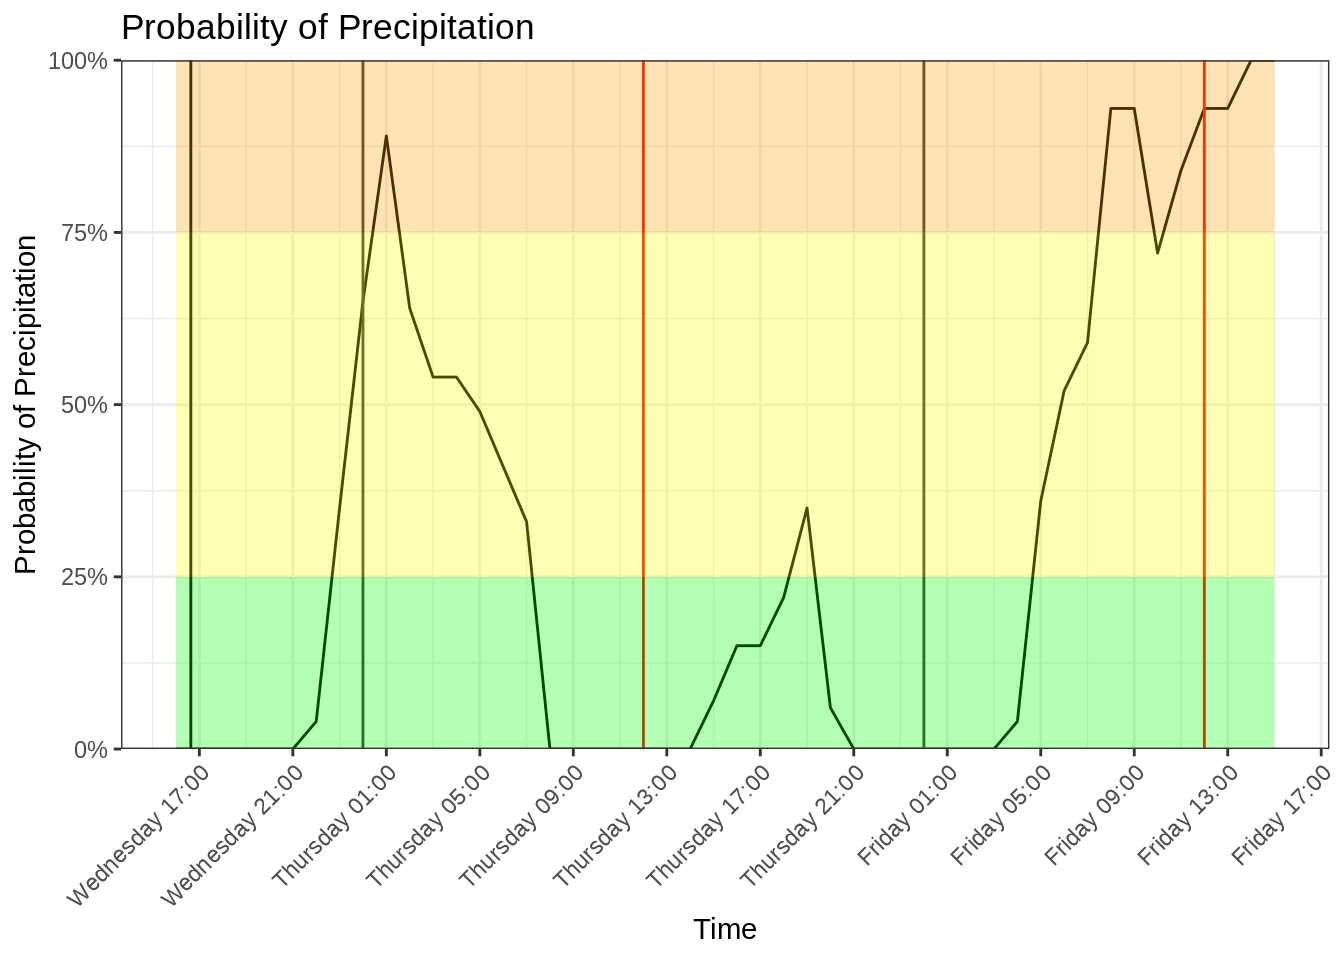 Probability of Precipitation
Probability of Precipitation
100%
75%
50%
25%
0%
Wednesday 17:00
Wednesday 21:00
Thursday 01:00
Thursday 05:00
Thursday 09:00
Thursday 13:00
Thursday 17:00
Thursday 21:00
Friday 01:00
Friday 05:00
Friday 09:00
Friday 13:00
Friday 17:00
Time